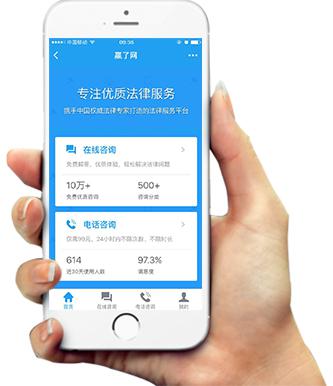 中国移动
09:35
赢了网
专注优质法律服务
携手中国权威法律专家打造的法律服务平台
在线咨询
免费解答，优质体验，轻松解决法律问题
10万+ 500+
免费优质咨询 咨询分类
电话咨询
仅需99元，24小时内不限次数，不限时长
614 97.3%
近30天使用人数 满意度
首页 在线咨询 电话咨询 我的